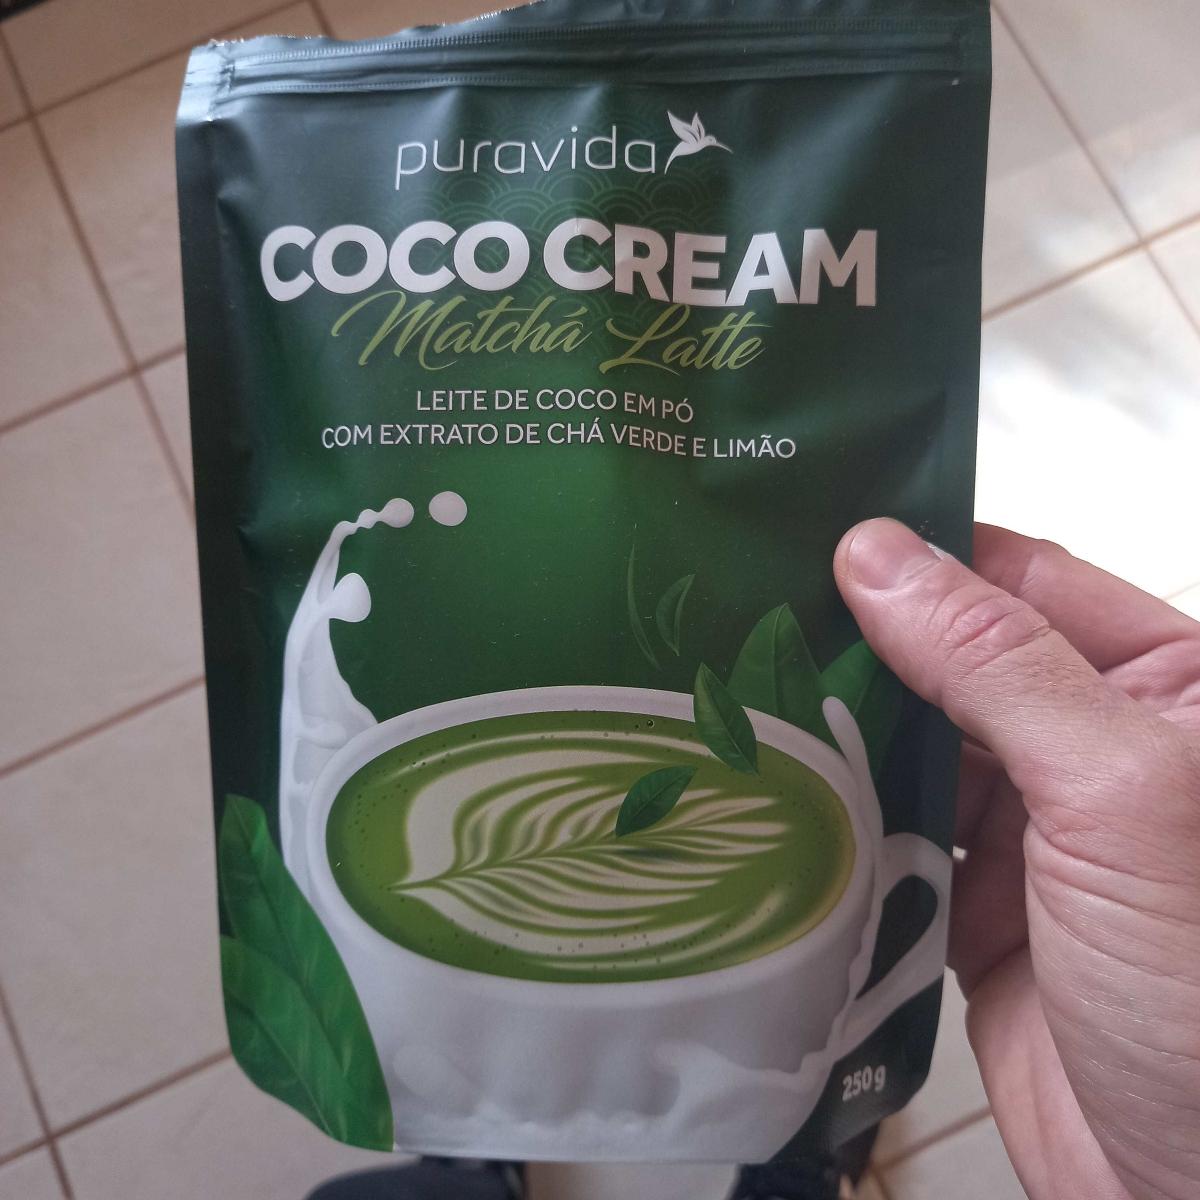 puravida
COCO CREAM
Matchá Latte
LEITE DE COCO EM PÓ
COM EXTRATO DE CHÁ VERDE E LIMÃO
250g